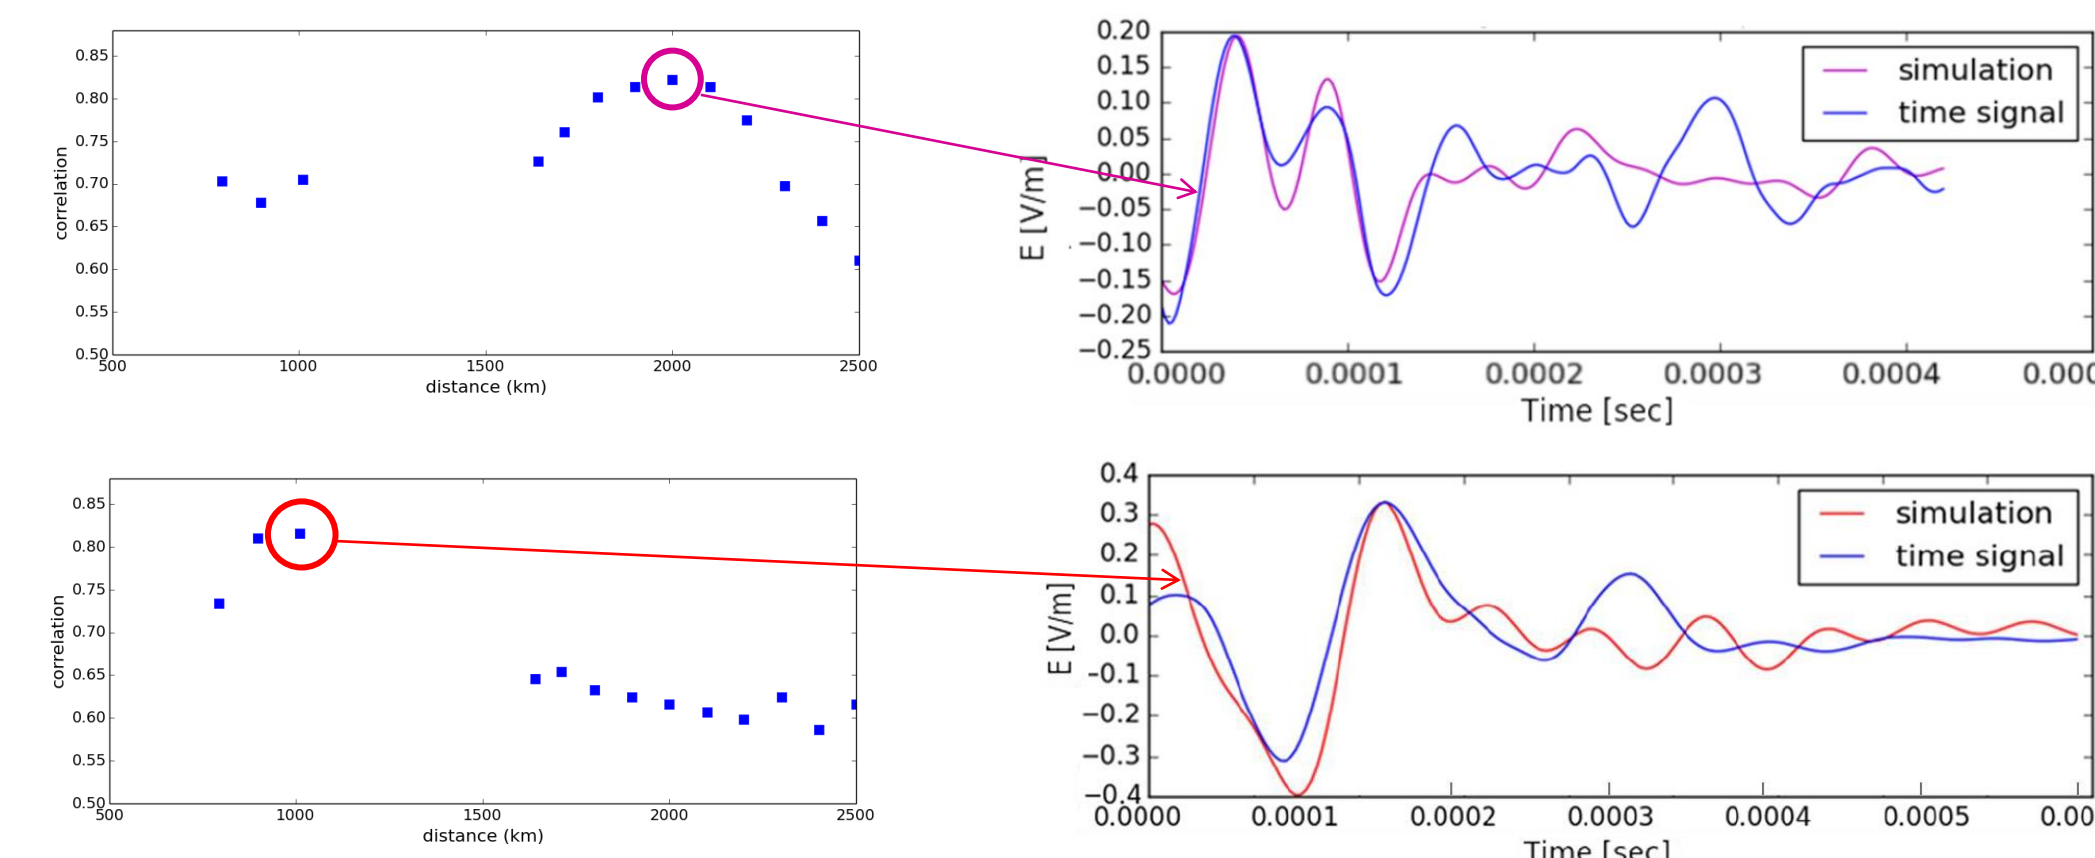 0.85
0.80
0.75
0.70
0.65
0.60
0.55
0.50
correlation
500 1000 1500 2000 2500
distance (km)
0.20
0.15
0.10
0.05
0.00
−0.05
−0.10
−0.15
−0.20
−0.25
E [V/m]
simulation
time signal
0.0000 0.0001 0.0002 0.0003 0.0004 0.000
Time [sec]
0.85
0.80
0.75
0.70
0.65
0.60
0.55
0.50
correlation
500 1000 1500 2000 2500
distance (km)
0.4
0.3
0.2
0.1
0.0
−0.1
−0.2
−0.3
−0.4
E [V/m]
simulation
time signal
0.0000 0.0001 0.0002 0.0003 0.0004 0.0005 0.00
Time [sec]